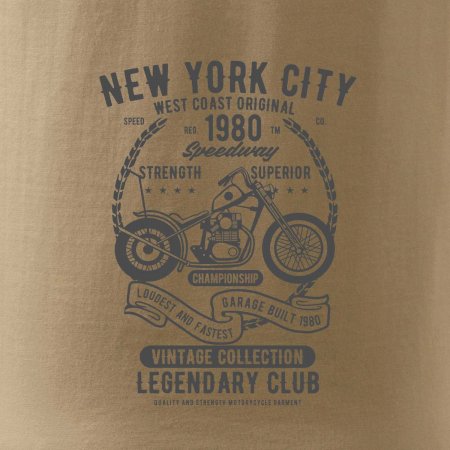 NEW YORK CITY
WEST COAST ORIGINAL
SPEED REG 1980 TM CO.
Speedway
STRENGTH SUPERIOR
CHAMPIONSHIP
LOUDEST AND FASTEST
GARAGE BUILT 1980
VINTAGE COLLECTION
LEGENDARY CLUB
QUALITY AND STRENGTH MOTORYCYCLE GARMENT